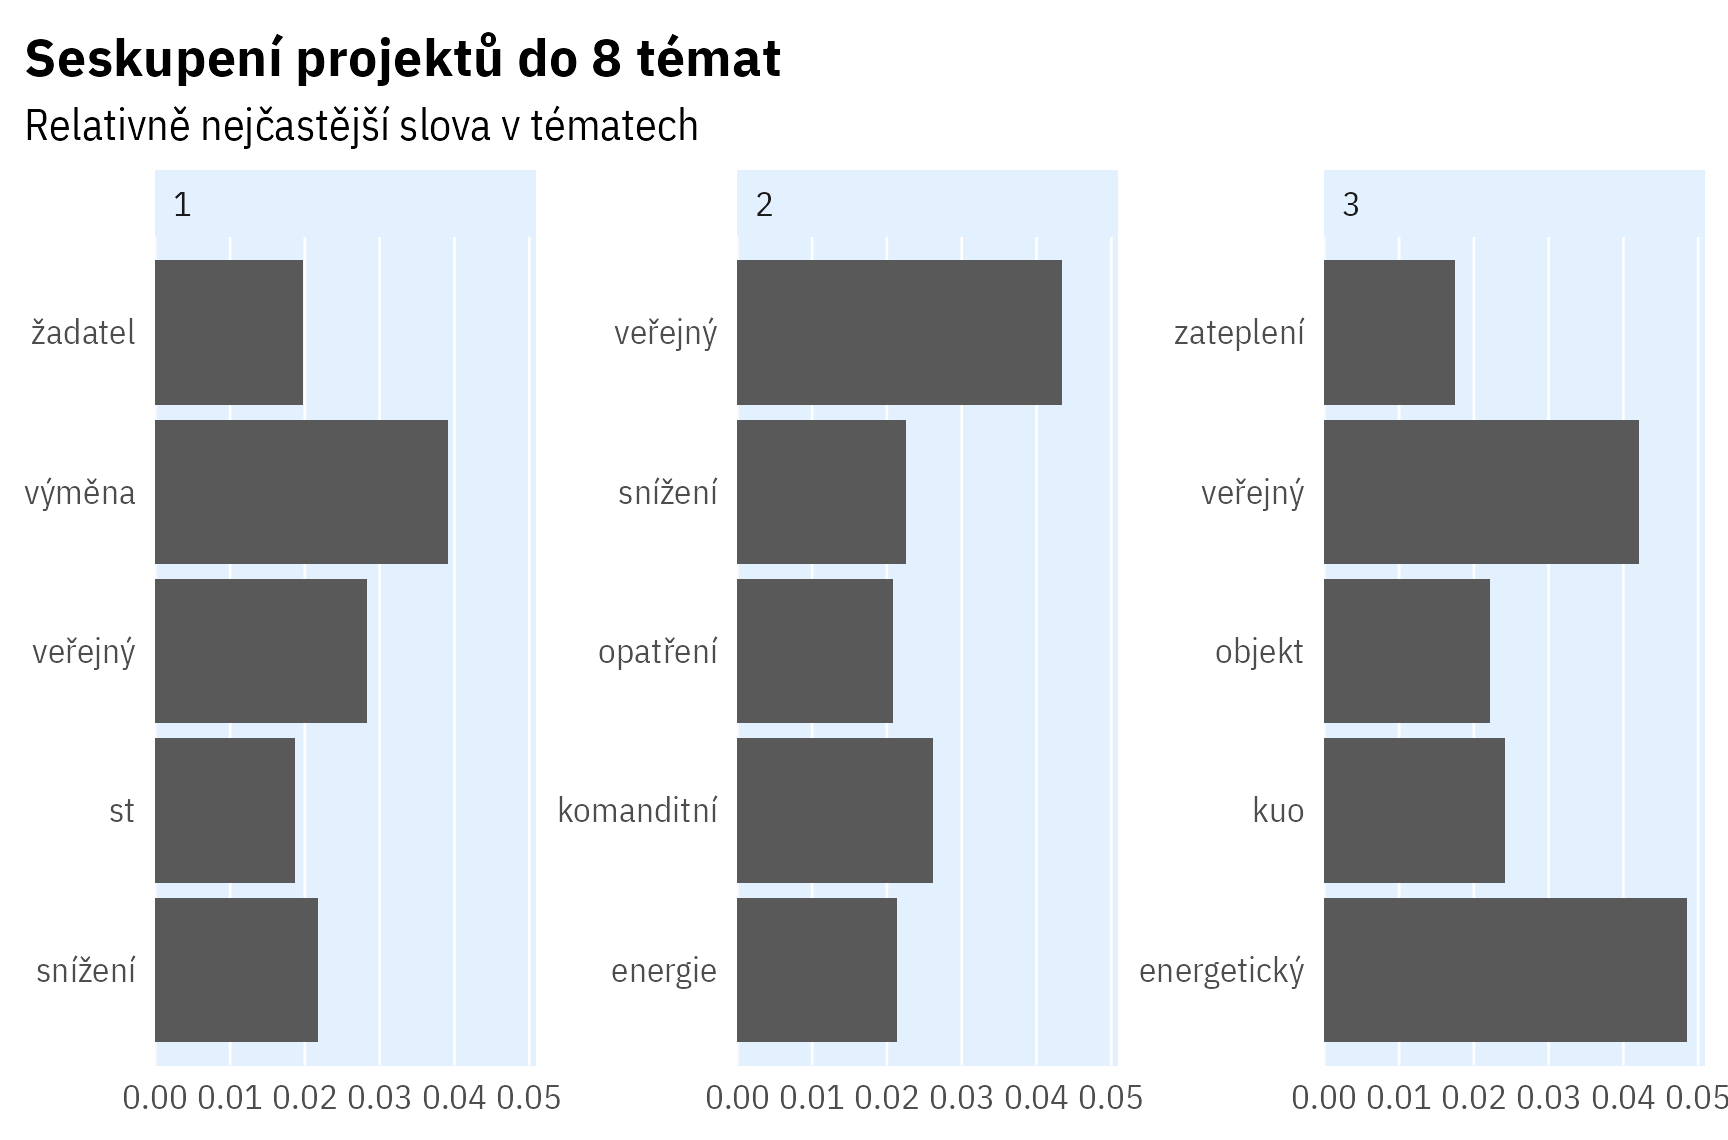 Seskupení projektů do 8 témat
Relativně nejčastější slova v tématech
1
žadatel
výměna
veřejný
st
snížení
0.00 0.01 0.02 0.03 0.04 0.05
2
veřejný
snížení
opatření
komanditní
energie
0.00 0.01 0.02 0.03 0.04 0.05
3
zateplení
veřejný
objekt
kuo
energetický
0.00 0.01 0.02 0.03 0.04 0.05